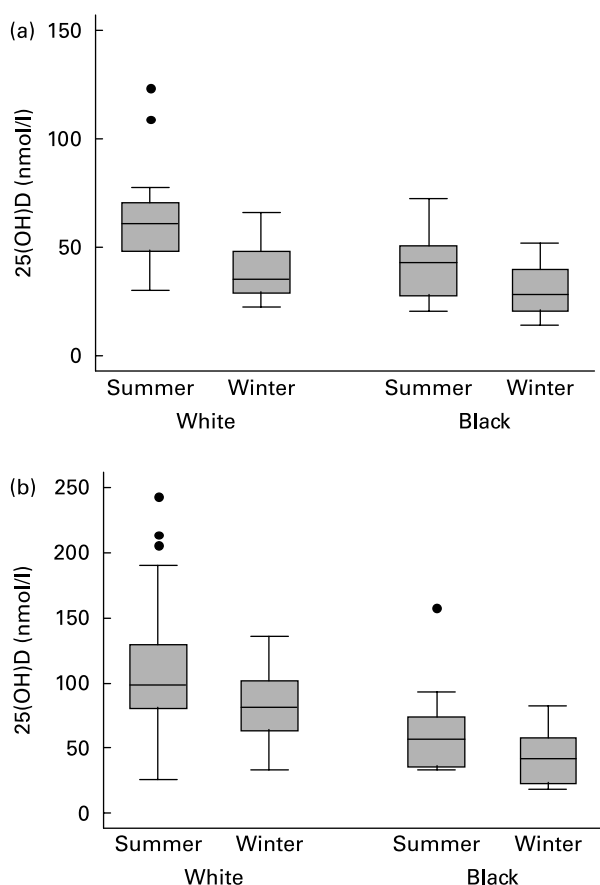 (a)
150
100
50
0
25(OH)D (nmol/l)
Summer Winter Summer Winter
White Black
(b)
250
200
150
100
50
0
25(OH)D (nmol/l)
Summer Winter Summer Winter
White Black